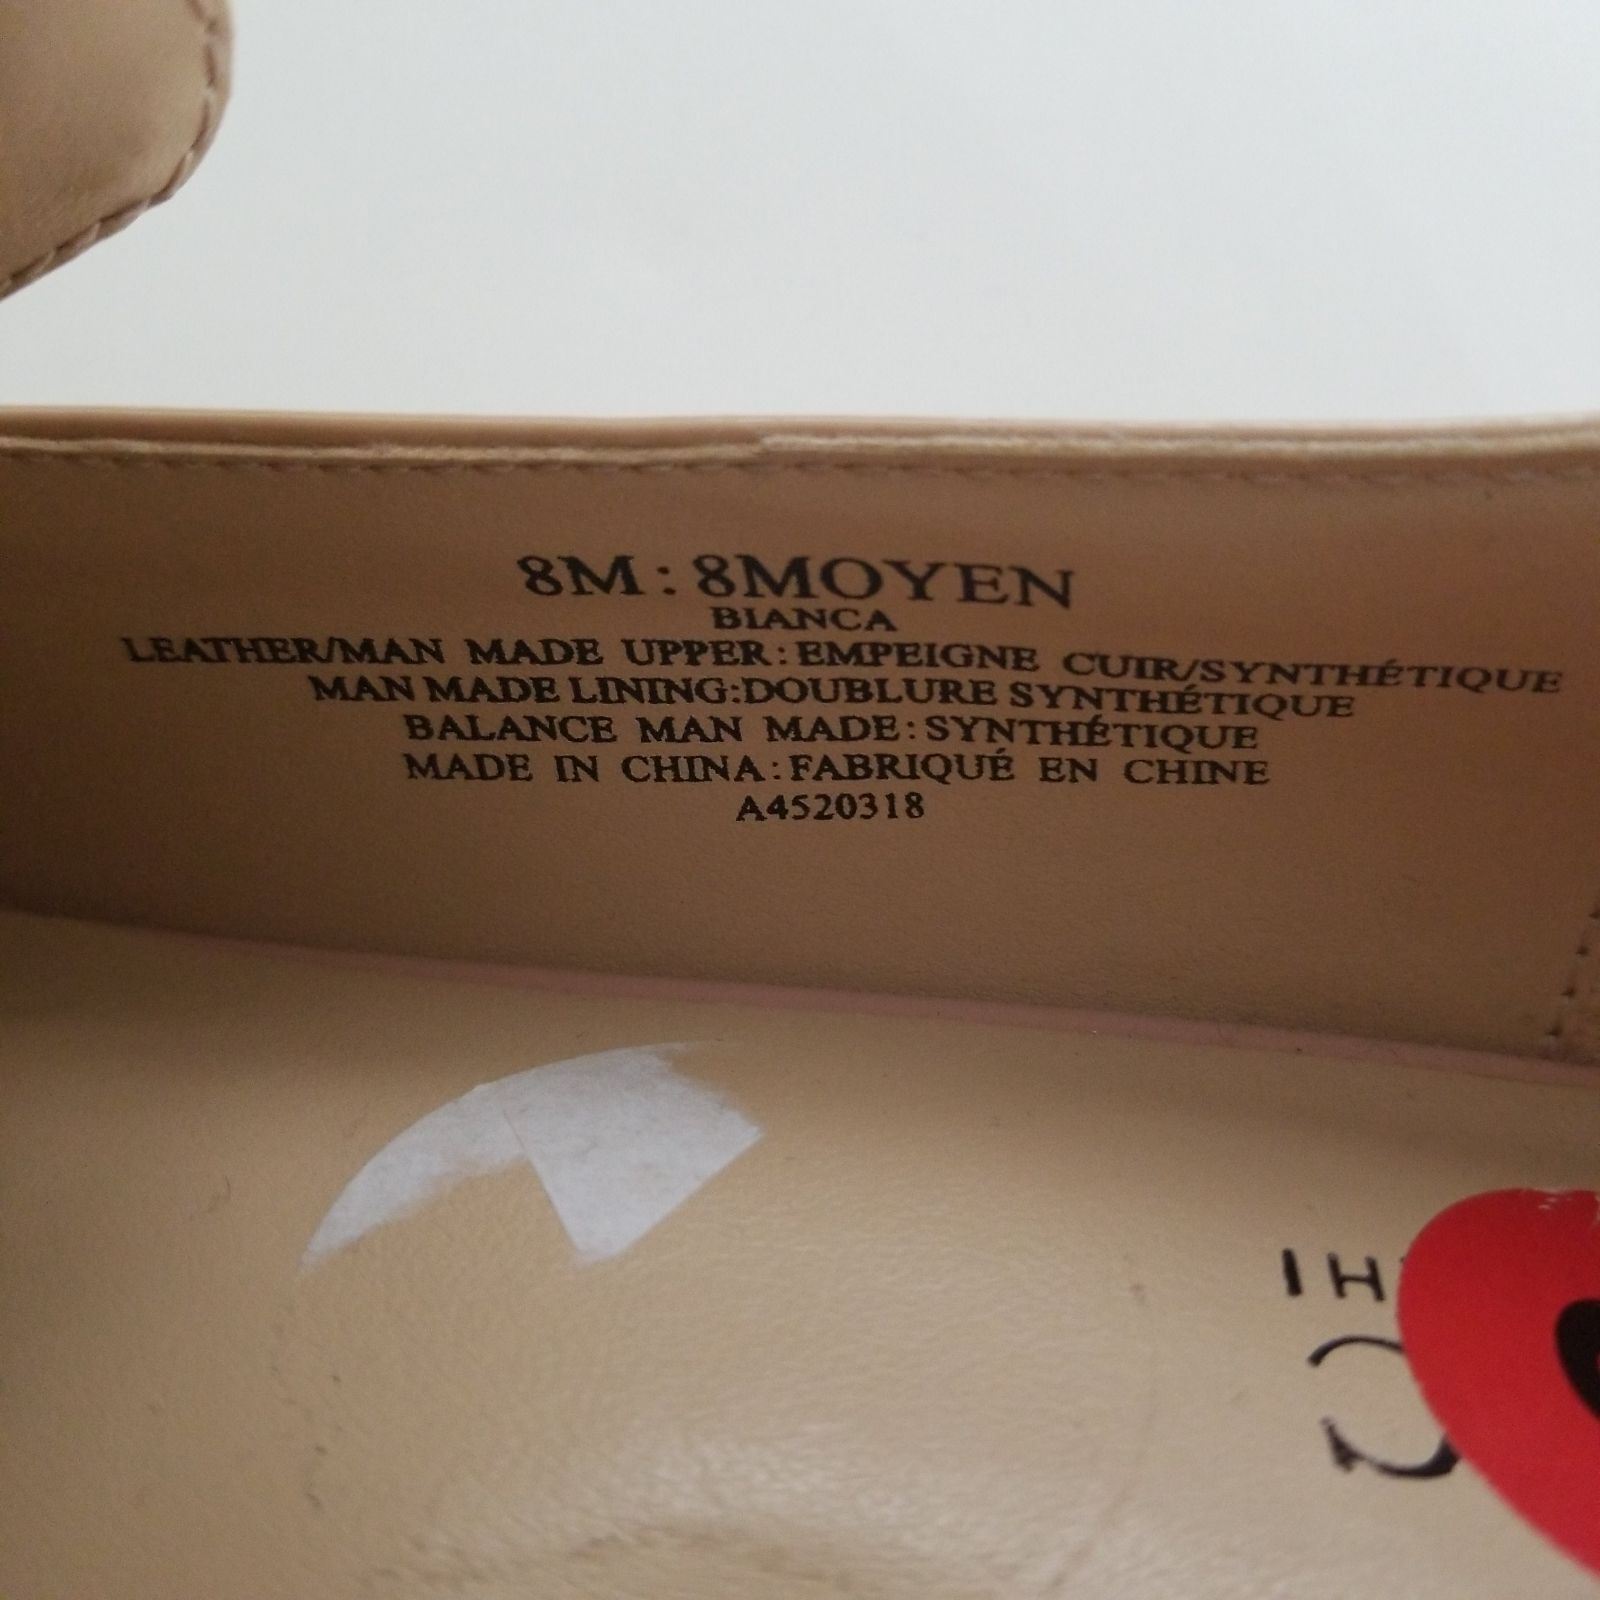 8M : 8MOYEN
BIANCA
LEATHER/MAN MADE UPPER : EMPEIGNE CUIR/SYNTHÉTIQUE
MAN MADE LINING:DOUBLURE SYNTHÉTIQUE
BALANCE MAN MADE : SYNTHÉTIQUE
MADE IN CHINA : FABRIQUÉ EN CHINE
A4520318